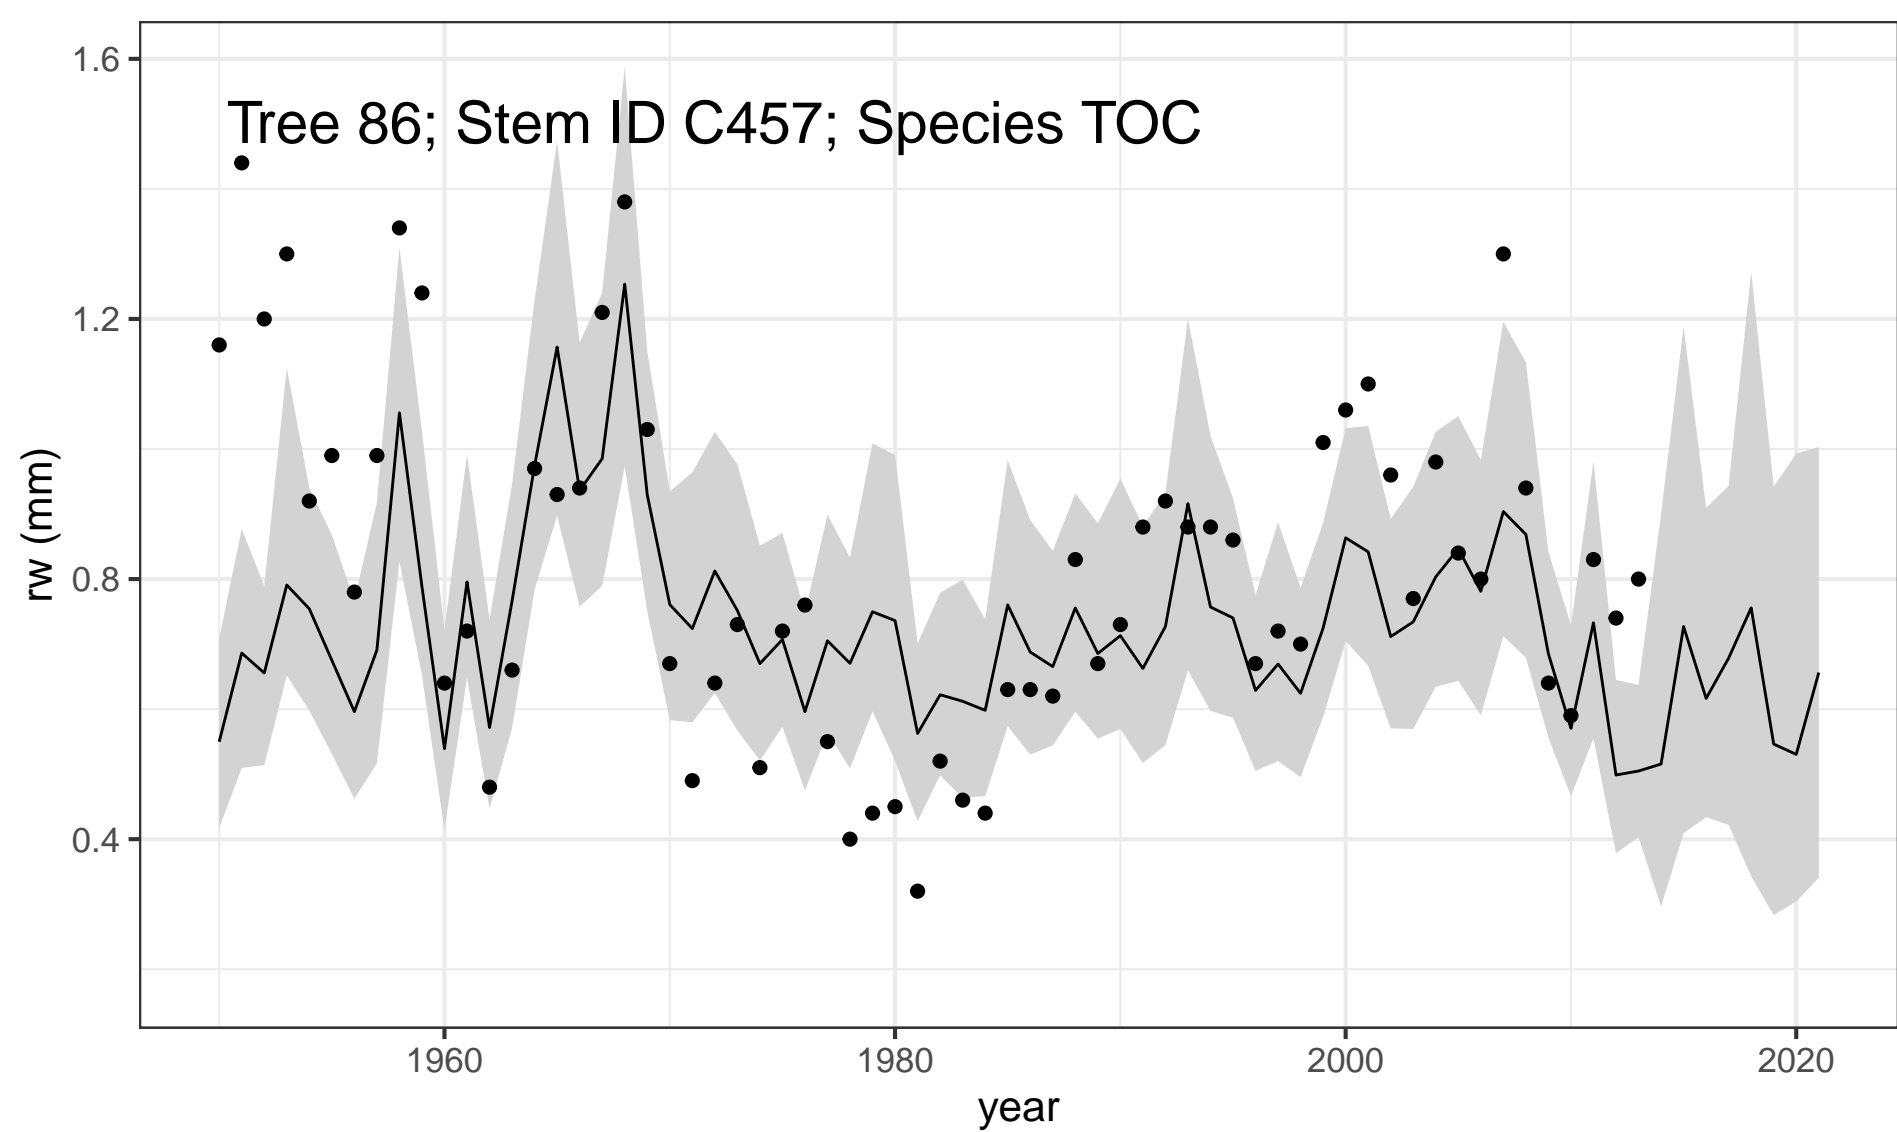 Tree 86; Stem ID C457; Species TOC
1.6
1.2
0.8
0.4
rw (mm)
1960
1980
2000
2020
year